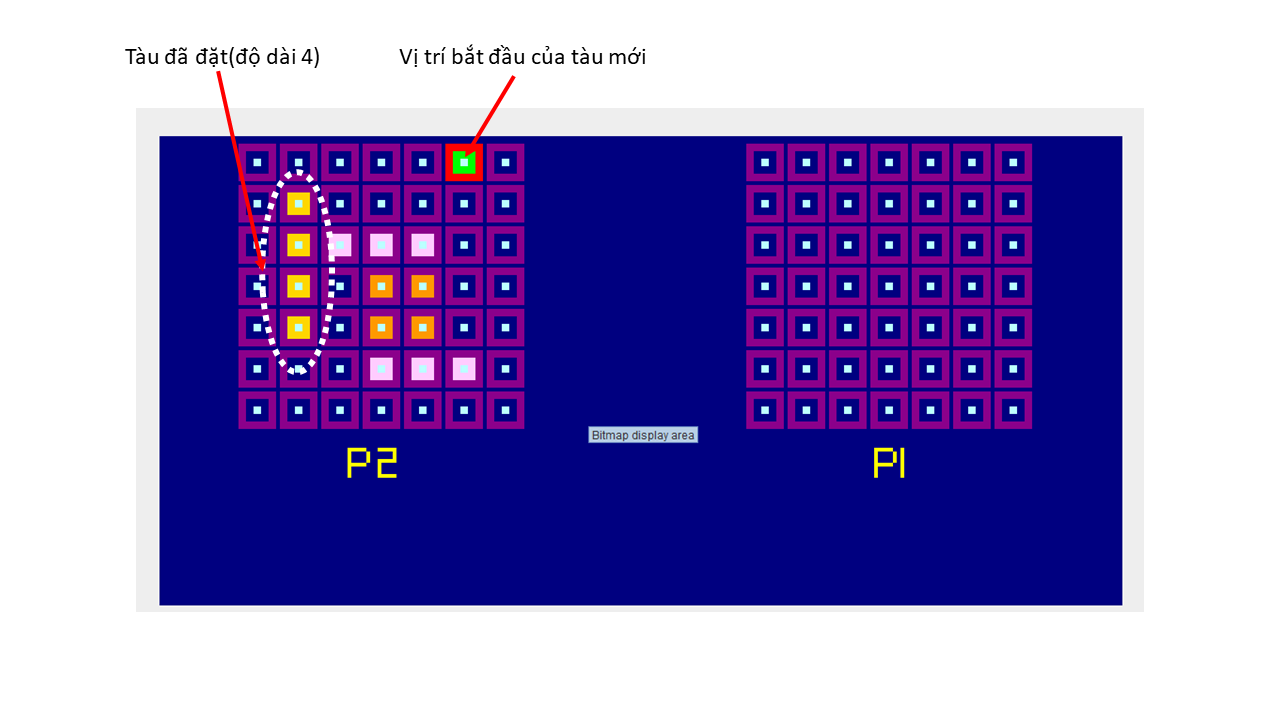 Tàu đã đặt(độ dài 4)
Vị trí bắt đầu của tàu mới
Bitmap display area
P2
P1